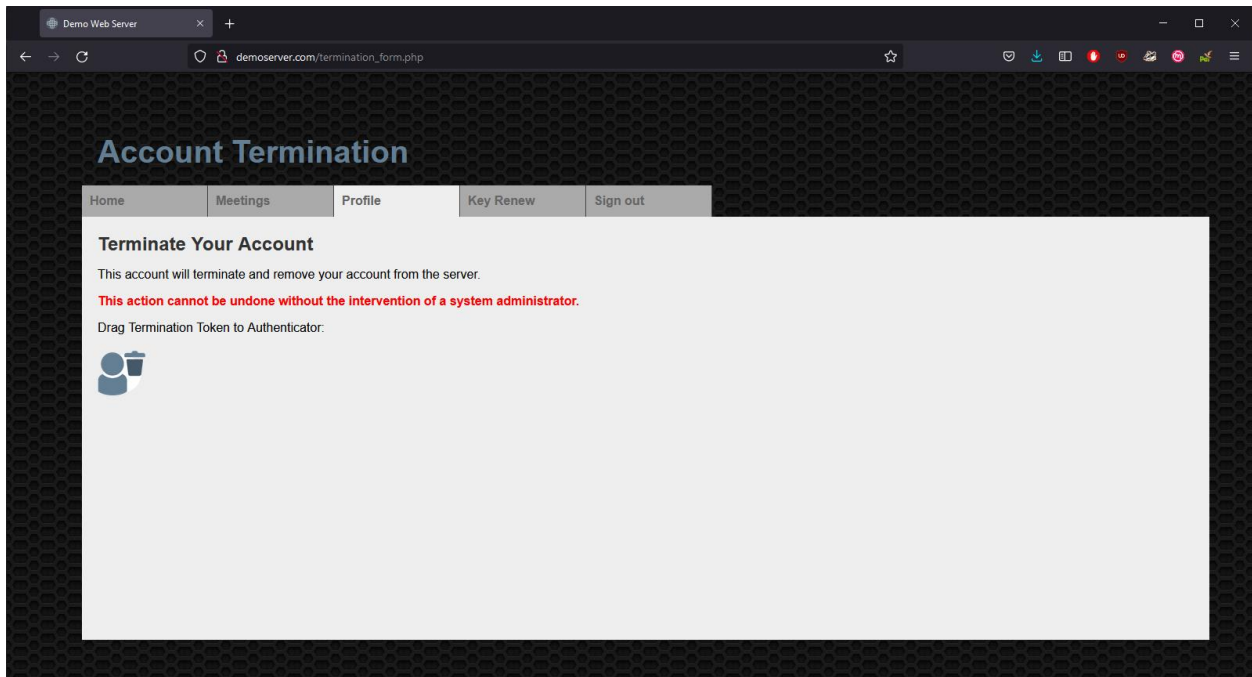 Demo Web Server
demoserver.com/termination_form.php
Account Termination
Home Meetings Profile Key Renew Sign out
Terminate Your Account
This account will terminate and remove your account from the server.
This action cannot be undone without the intervention of a system administrator.
Drag Termination Token to Authenticator: